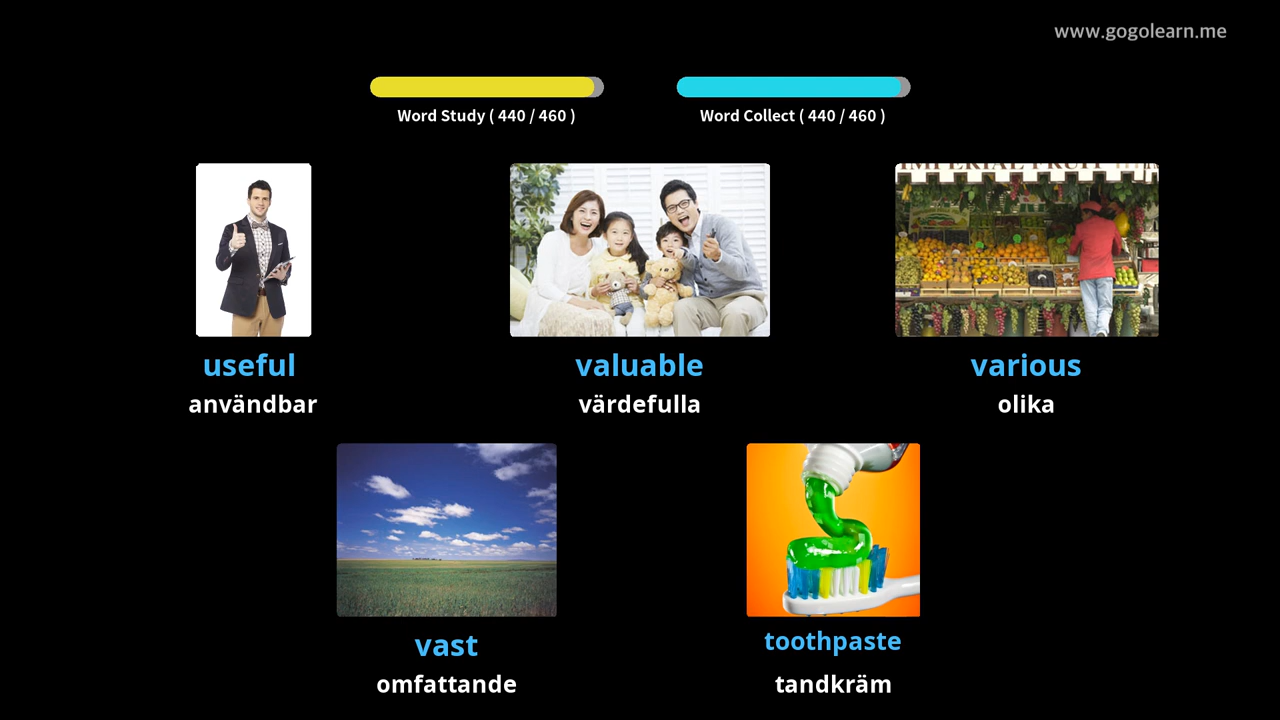 www.gogolearn.me
Word Study ( 440 / 460 )
Word Collect ( 440 / 460 )
useful
användbar
valuable
värdefulla
various
olika
vast
omfattande
toothpaste
tandkräm